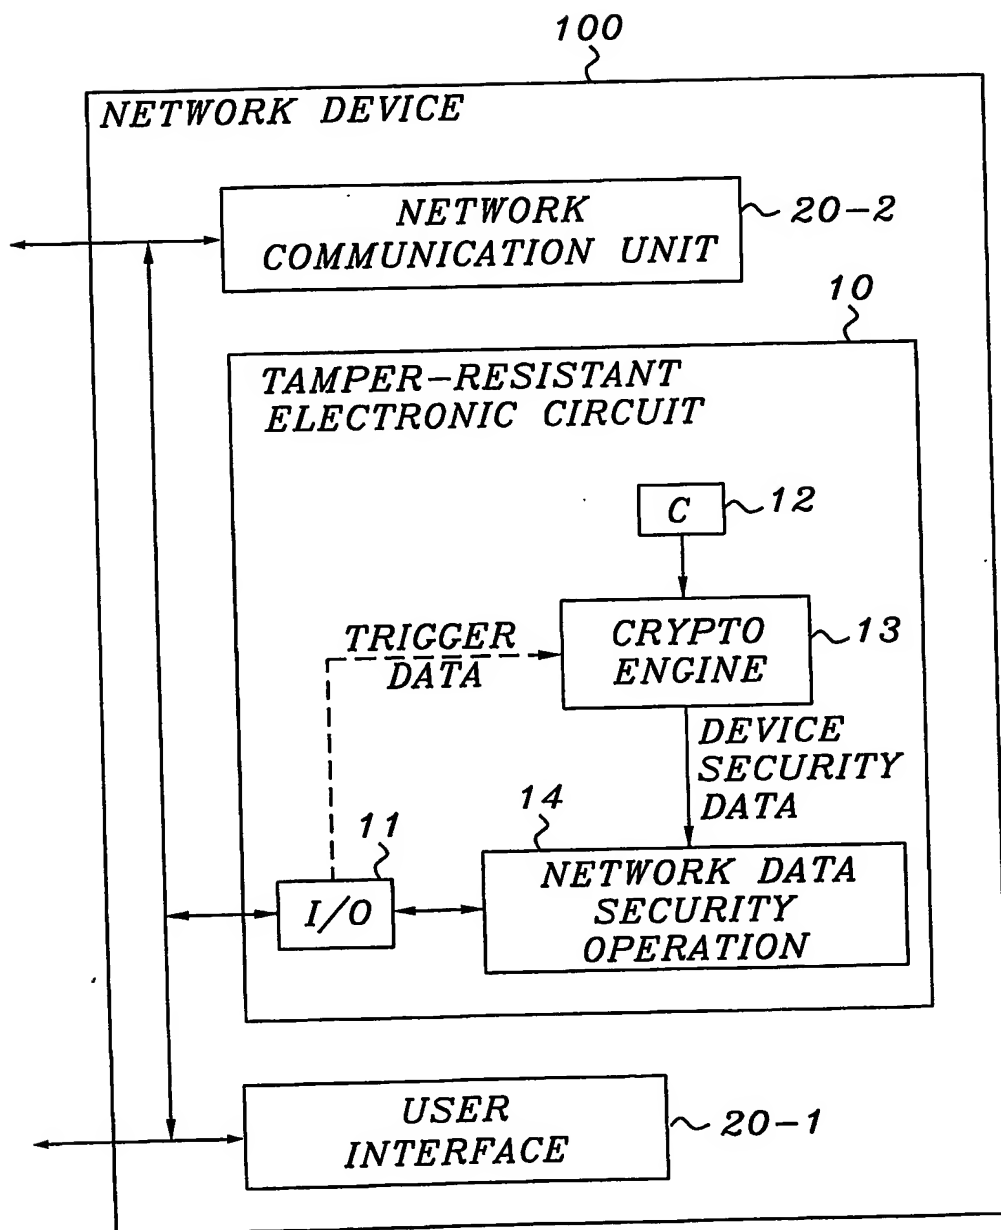 100
NETWORK DEVICE
NETWORK
COMMUNICATION UNIT
20-2
10
TAMPER-RESISTANT
ELECTRONIC CIRCUIT
C
12
TRIGGER
DATA
CRYPTO
ENGINE
13
DEVICE
SECURITY
DATA
14
11
I/O
NETWORK DATA
SECURITY
OPERATION
USER
INTERFACE
20-1